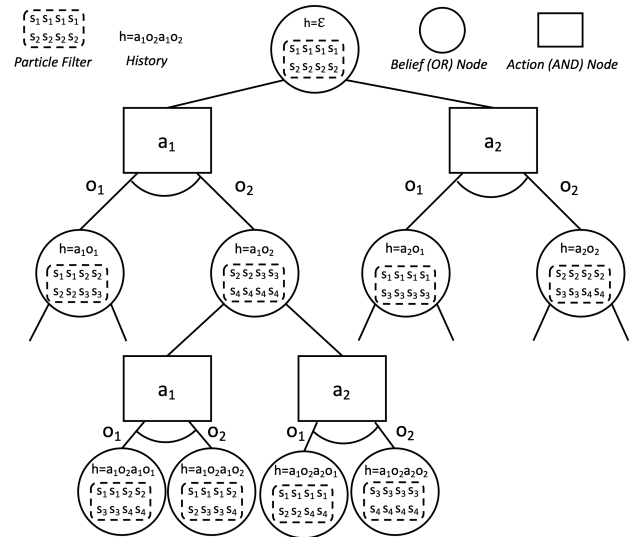 s₁ s₁ s₁ s₁
s₂ s₂ s₂ s₂
Particle Filter
h=a₁o₂a₁o₂
History
h=Ɛ
s₁ s₁ s₁ s₁
s₂ s₂ s₂ s₂
Belief (OR) Node
Action (AND) Node
a₁
a₂
o₁
o₂
o₁
o₂
h=a₁o₁
s₁ s₁ s₂ s₂
s₂ s₂ s₃ s₃
h=a₁o₂
s₂ s₂ s₃ s₃
s₄ s₄ s₄ s₄
h=a₂o₁
s₁ s₁ s₁ s₁
s₃ s₃ s₃ s₃
h=a₂o₂
s₂ s₂ s₂ s₂
s₃ s₃ s₄ s₄
a₁
a₂
o₁
o₂
o₁
o₂
h=a₁o₂a₁o₁
s₁ s₁ s₂ s₂
s₃ s₃ s₄ s₄
h=a₁o₂a₁o₂
s₁ s₁ s₁ s₂
s₂ s₃ s₃ s₄
h=a₁o₂a₂o₁
s₁ s₁ s₁ s₁
s₂ s₂ s₄ s₄
h=a₁o₂a₂o₂
s₃ s₃ s₃ s₃
s₄ s₄ s₄ s₄